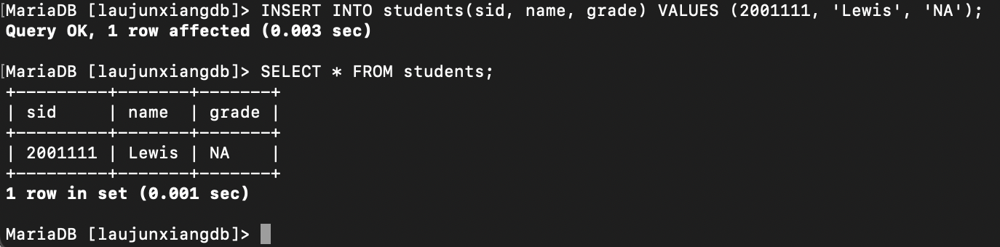 [MariaDB [laujunxiangdb]> INSERT INTO students(sid, name, grade) VALUES (2001111, 'Lewis', 'NA');
Query OK, 1 row affected (0.003 sec)
[MariaDB [laujunxiangdb]> SELECT * FROM students;
+---------+-------+-------+
| sid     | name  | grade |
+---------+-------+-------+
| 2001111 | Lewis | NA    |
+---------+-------+-------+
1 row in set (0.001 sec)
MariaDB [laujunxiangdb]>